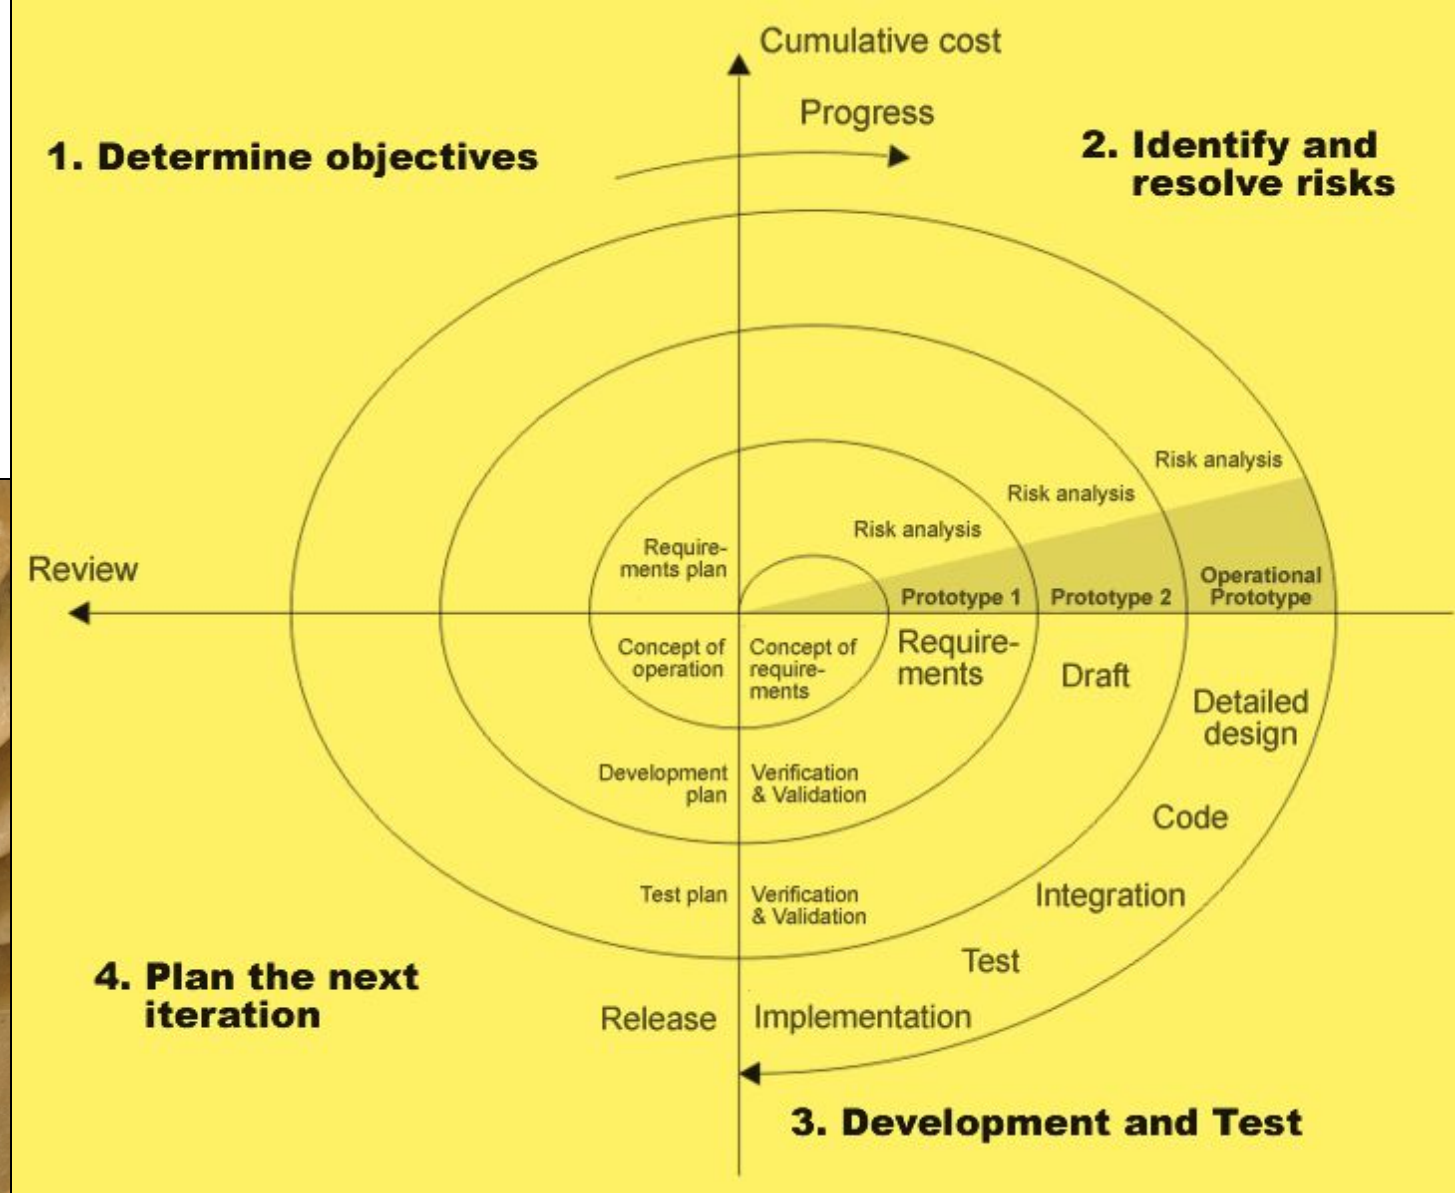 Cumulative cost
Progress
1. Determine objectives
2. Identify and
resolve risks
Risk analysis
Risk analysis
Risk analysis
Require-
ments plan
Review
Prototype 1
Prototype 2
Operational
Prototype
Concept of
operation
Concept of
require-
ments
Require-
ments
Draft
Detailed
design
Development
plan
Verification
& Validation
Code
Test plan
Verification
& Validation
Integration
Test
4. Plan the next
iteration
Release
Implementation
3. Development and Test